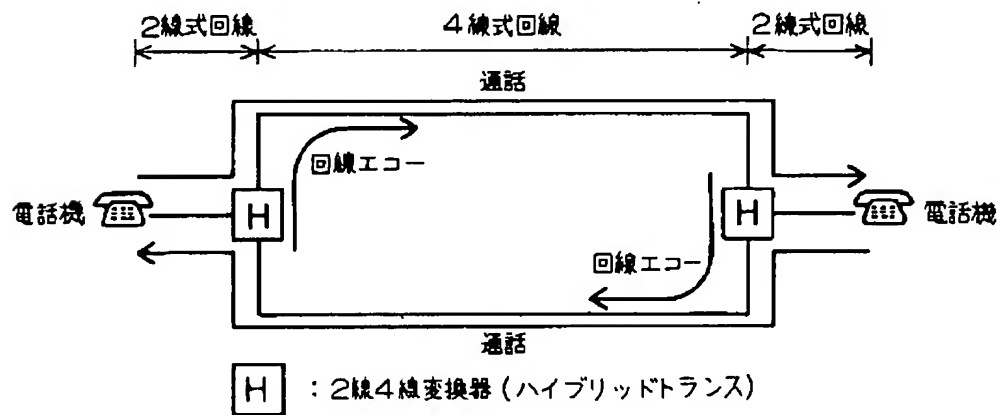 2線式回線 4線式回線 2線式回線
通話
回線エコー
電話機 H H 電話機
回線エコー
通話
H : 2線4線変換器 (ハイブリッドトランス)